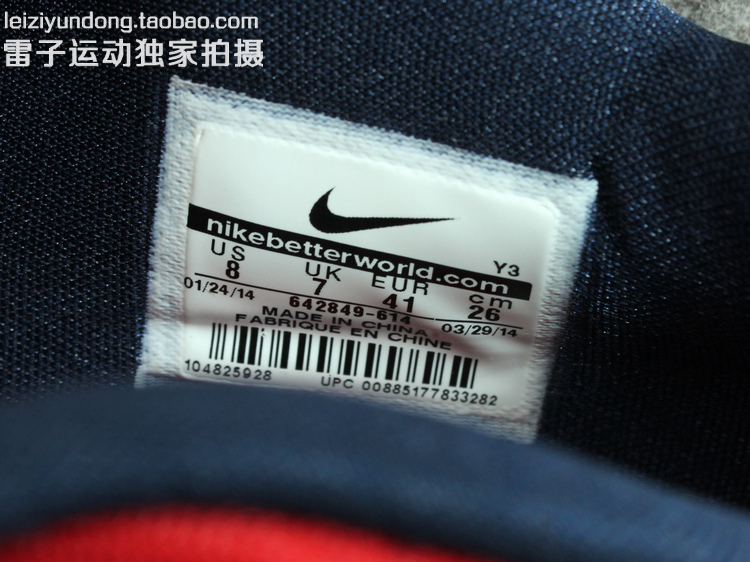 leiziyundong.taobao.com
雷子运动独家拍摄
nikebetterworld.com
Y3
US UK EUR cm
8 7 41 26
01/24/14 642849-614 03/29/14
MADE IN CHINA
FABRIQUE EN CHINE
104825928 UPC 00885177833282